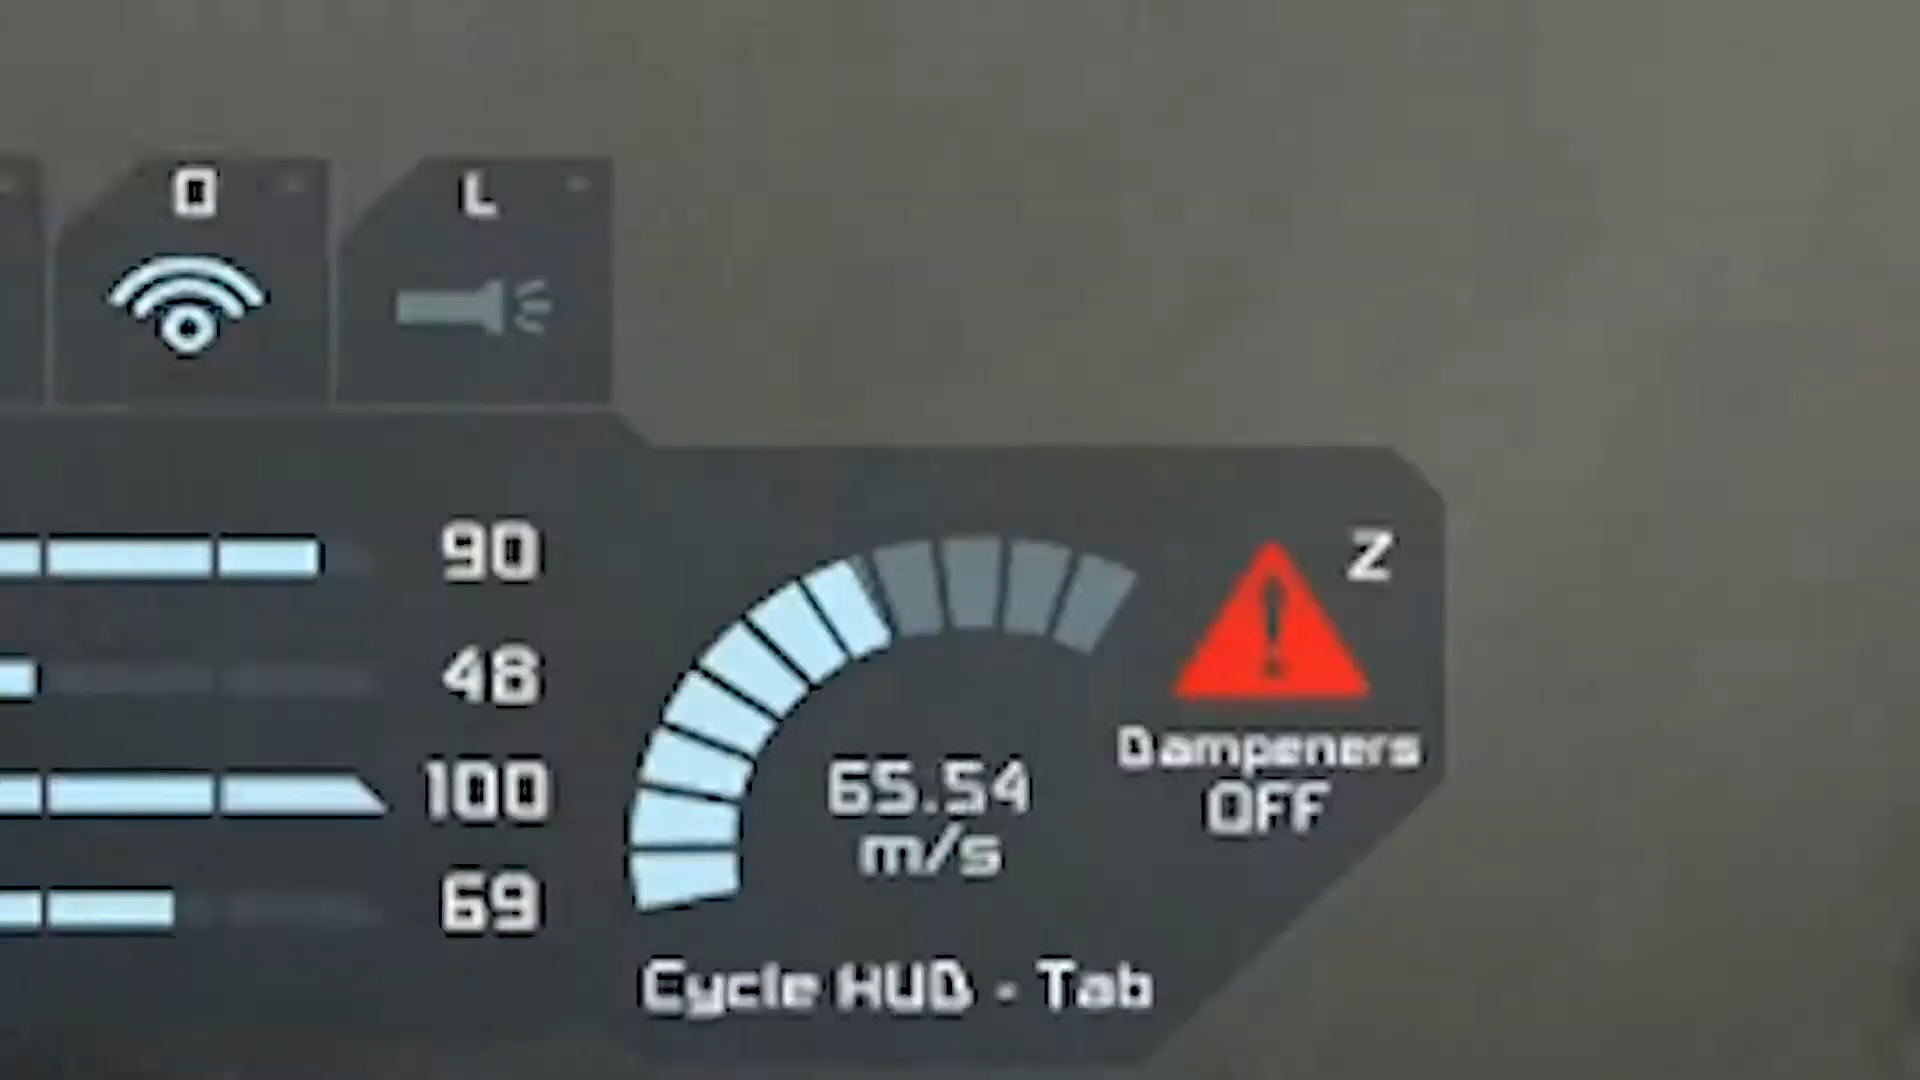 O
L
90
48
100
69
Z
65.54
m/s
Dampeners
OFF
Cycle HUD - Tab